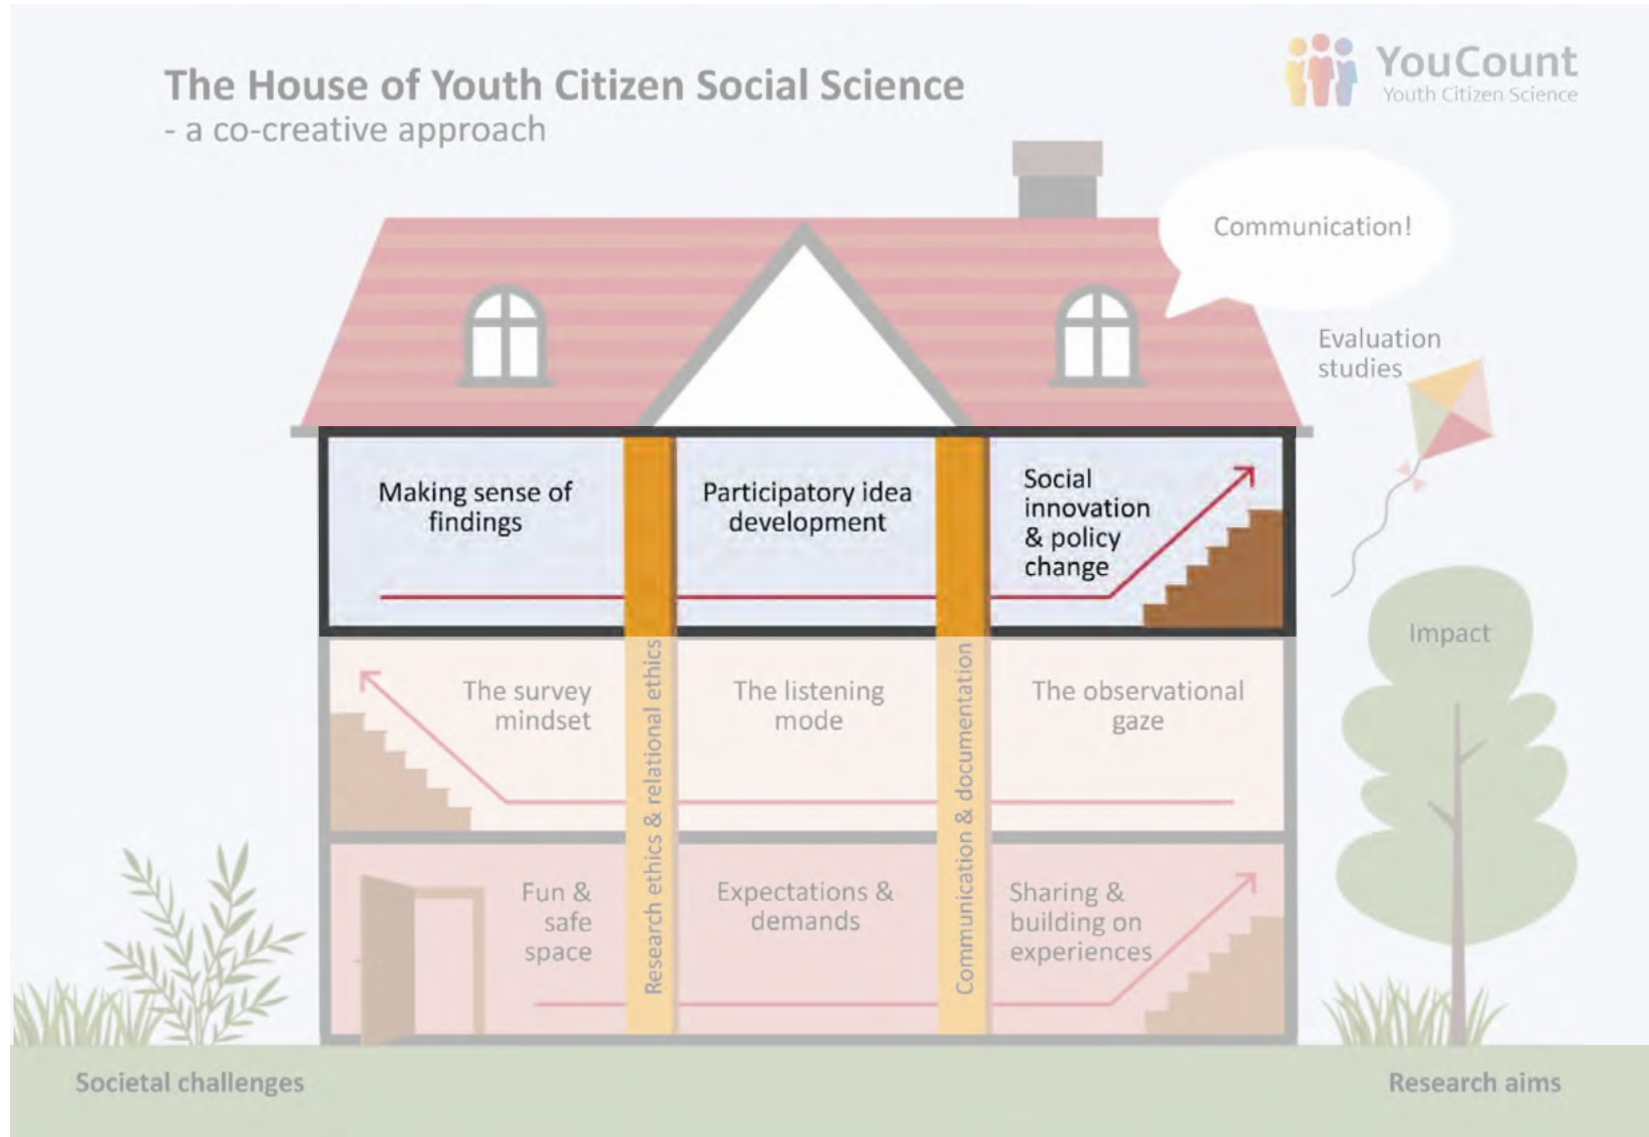 The House of Youth Citizen Social Science
- a co-creative approach
YouCount
Youth Citizen Science
Communication!
Evaluation
studies
Making sense of
findings
Participatory idea
development
Social
innovation
& policy
change
Impact
The survey
mindset
The listening
mode
The observational
gaze
Research ethics & relational ethics
Communication & documentation
Fun &
safe
space
Expectations &
demands
Sharing &
building on
experiences
Societal challenges
Research aims